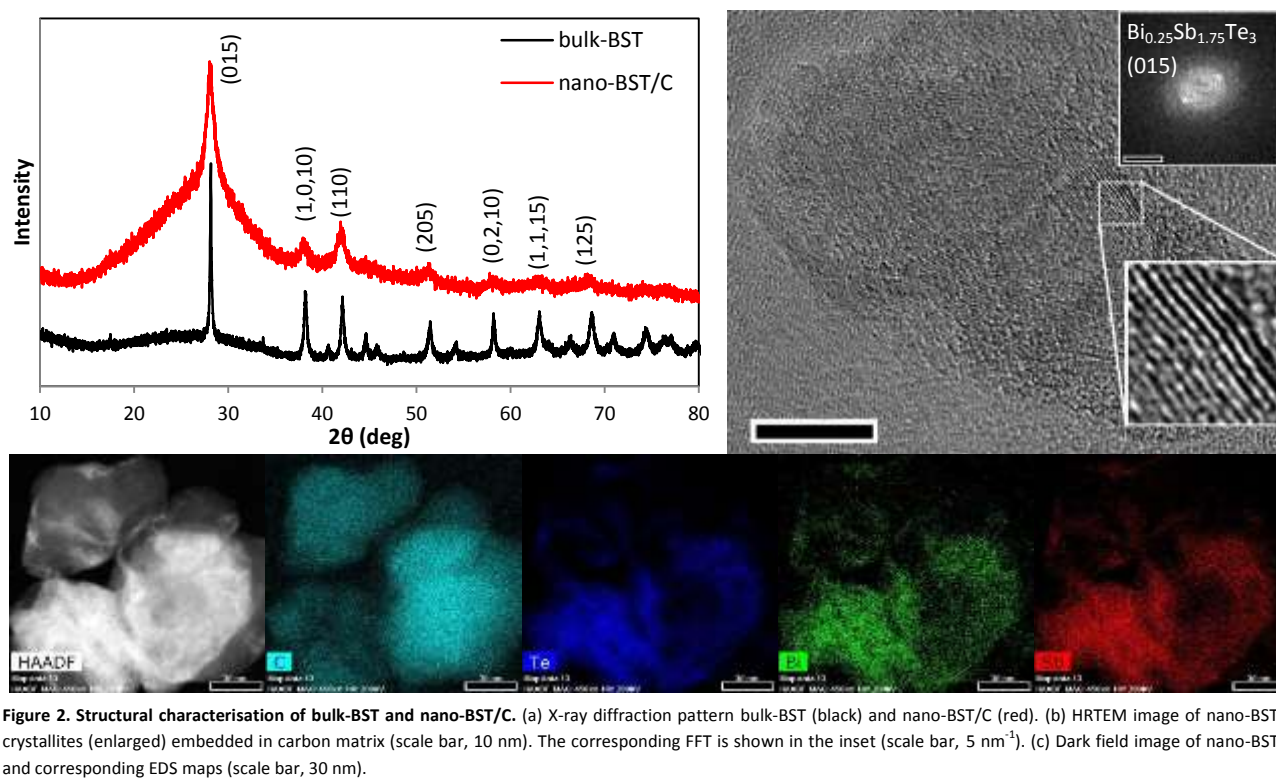 bulk-BST
nano-BST/C
(015)
(1,0,10)
(110)
(205)
(0,2,10)
(1,1,15)
(125)
Intensity
10 20 30 40 50 60 70 80
2θ (deg)
Bi0.25Sb1.75Te3
(015)
HAADF
C
Te
Bi
Sb
Figure 2. Structural characterisation of bulk-BST and nano-BST/C. (a) X-ray diffraction pattern bulk-BST (black) and nano-BST/C (red). (b) HRTEM image of nano-BST
crystallites (enlarged) embedded in carbon matrix (scale bar, 10 nm). The corresponding FFT is shown in the inset (scale bar, 5 nm⁻¹). (c) Dark field image of nano-BST
and corresponding EDS maps (scale bar, 30 nm).